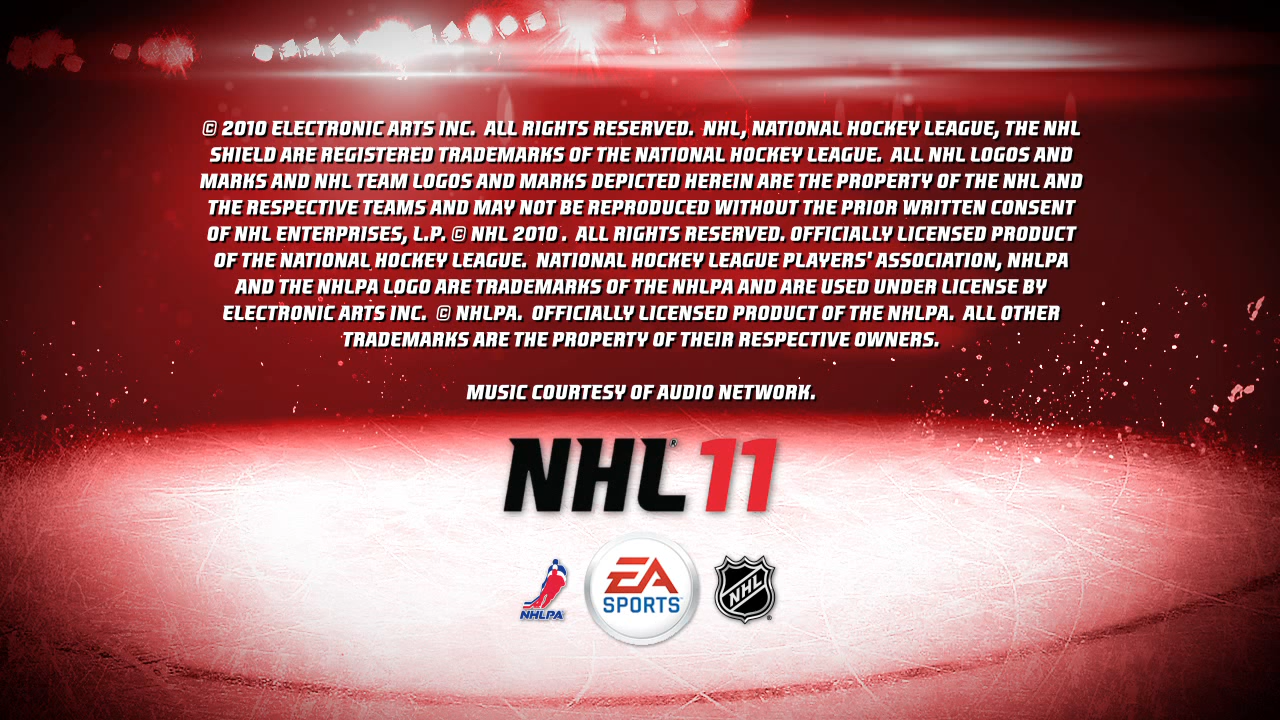 © 2010 ELECTRONIC ARTS INC.  ALL RIGHTS RESERVED.  NHL, NATIONAL HOCKEY LEAGUE, THE NHL
SHIELD ARE REGISTERED TRADEMARKS OF THE NATIONAL HOCKEY LEAGUE.  ALL NHL LOGOS AND
MARKS AND NHL TEAM LOGOS AND MARKS DEPICTED HEREIN ARE THE PROPERTY OF THE NHL AND
THE RESPECTIVE TEAMS AND MAY NOT BE REPRODUCED WITHOUT THE PRIOR WRITTEN CONSENT
OF NHL ENTERPRISES, L.P. © NHL 2010 .  ALL RIGHTS RESERVED. OFFICIALLY LICENSED PRODUCT
OF THE NATIONAL HOCKEY LEAGUE.  NATIONAL HOCKEY LEAGUE PLAYERS' ASSOCIATION, NHLPA
AND THE NHLPA LOGO ARE TRADEMARKS OF THE NHLPA AND ARE USED UNDER LICENSE BY
ELECTRONIC ARTS INC.  © NHLPA.  OFFICIALLY LICENSED PRODUCT OF THE NHLPA.  ALL OTHER
TRADEMARKS ARE THE PROPERTY OF THEIR RESPECTIVE OWNERS.
MUSIC COURTESY OF AUDIO NETWORK.
NHL® 11
NHLPA
EA
SPORTS
NHL